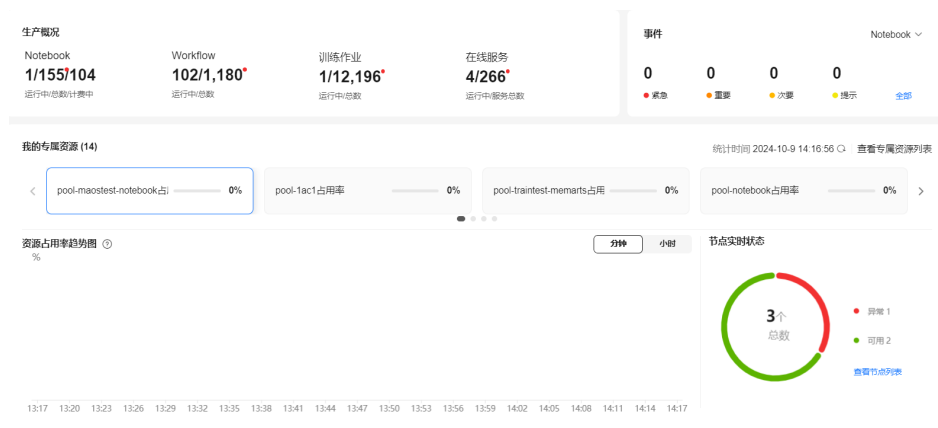 生产概况
Notebook
1/155/104
运行中/总数/计费中
Workflow
102/1,180
运行中/总数
训练作业
1/12,196
运行中/总数
在线服务
4/266
运行中/服务总数
事件
Notebook
0
紧急
0
重要
0
次要
0
提示
全部
我的专属资源 (14)
统计时间 2024-10-9 14:16:56
查看专属资源列表
pool-maostest-notebook占
0%
pool-1ac1占用率
0%
pool-traintest-memarts占用
0%
pool-notebook占用率
0%
资源占用率趋势图
分钟
小时
%
13:17 13:20 13:23 13:26 13:29 13:32 13:35 13:38 13:41 13:44 13:47 13:50 13:53 13:56 13:59 14:02 14:05 14:08 14:11 14:14 14:17
节点实时状态
3个
总数
异常 1
可用 2
查看节点列表